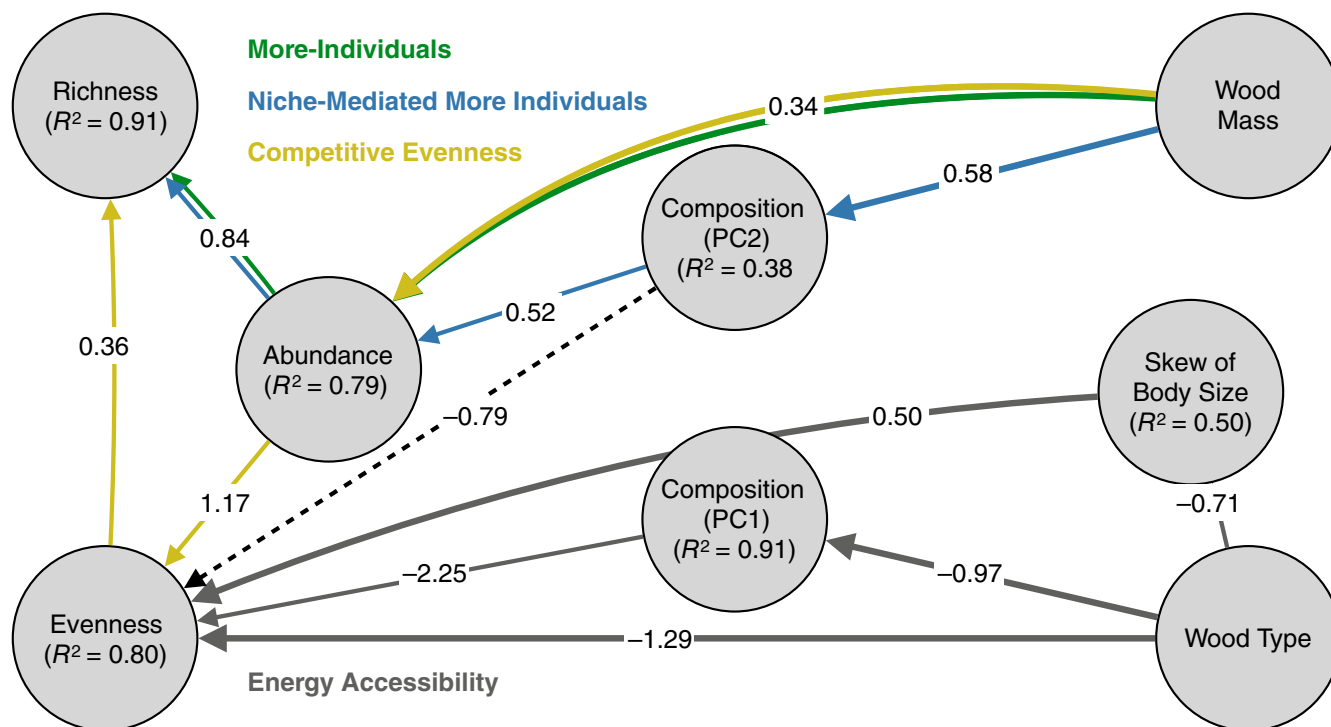 More-Individuals
Niche-Mediated More Individuals
Competitive Evenness
Richness
(R² = 0.91)
Wood
Mass
0.34
0.58
Composition
(PC2)
(R² = 0.38
0.84
0.52
0.36
Abundance
(R² = 0.79)
Skew of
Body Size
(R² = 0.50)
–0.79
0.50
1.17
Composition
(PC1)
(R² = 0.91)
–0.71
–2.25
–0.97
Evenness
(R² = 0.80)
–1.29
Wood Type
Energy Accessibility